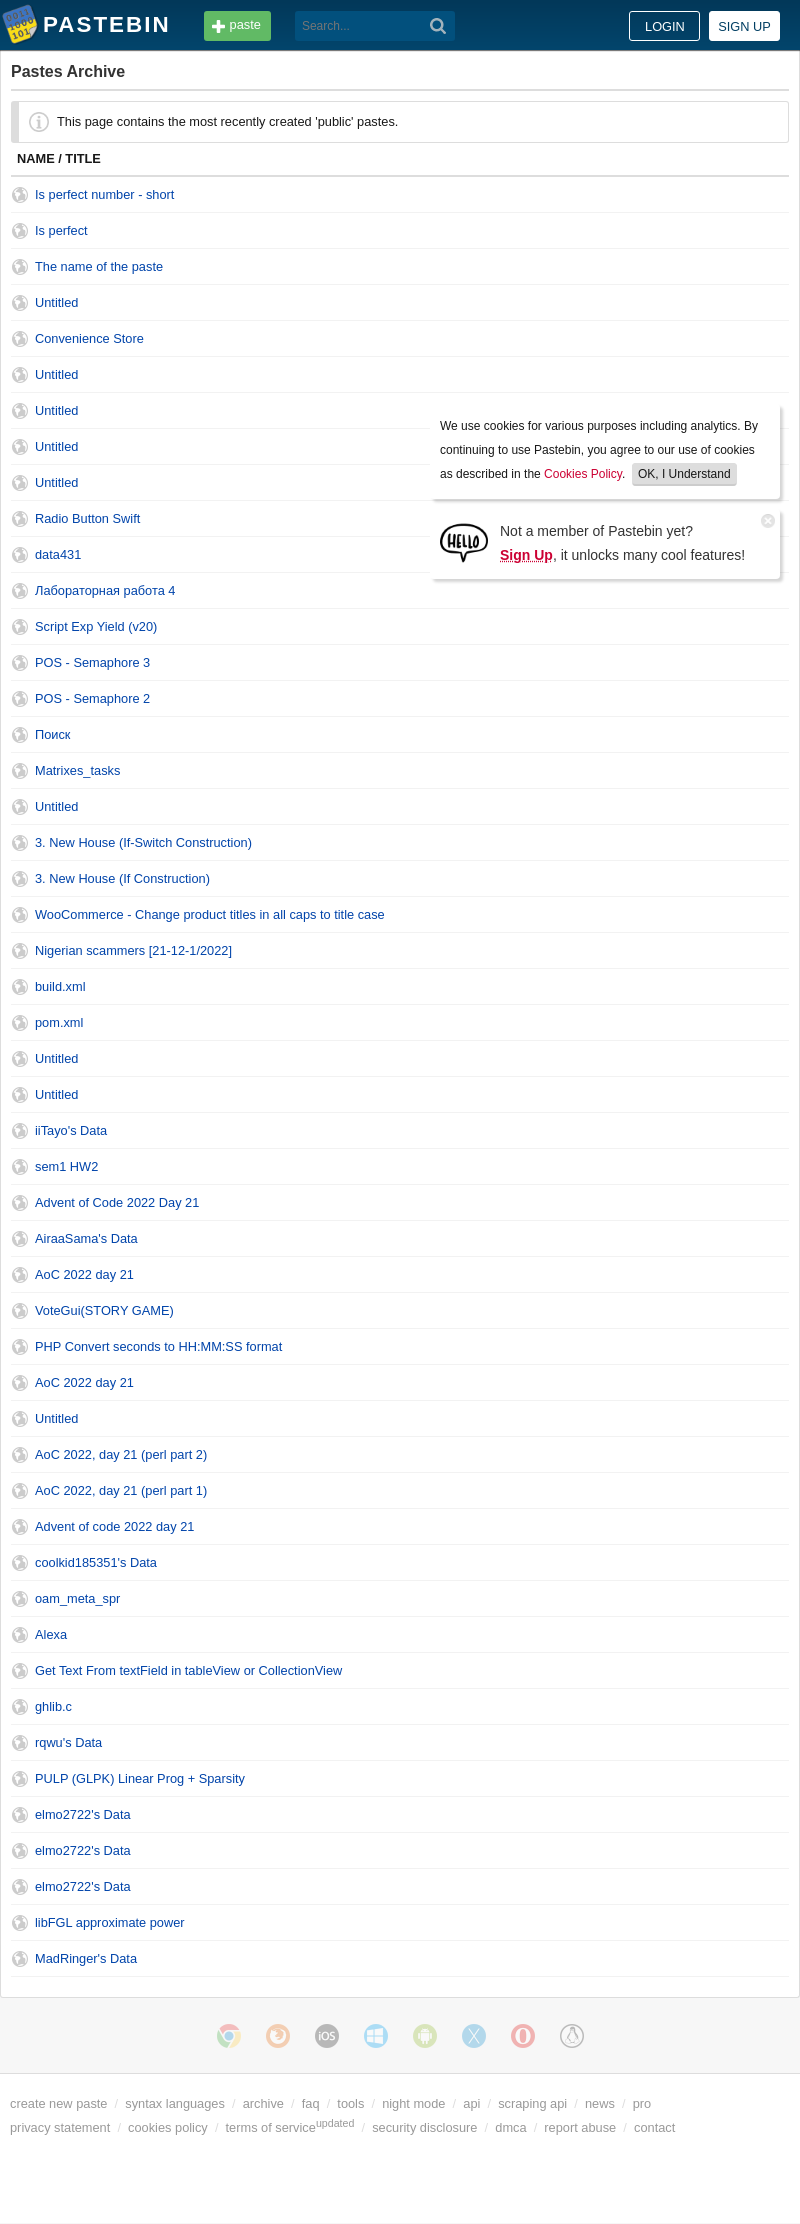 PASTEBIN
paste
Search...
LOGIN
SIGN UP
Pastes Archive
This page contains the most recently created 'public' pastes.
NAME / TITLE
Is perfect number - short
Is perfect
The name of the paste
Untitled
Convenience Store
Untitled
Untitled
Untitled
Untitled
Radio Button Swift
data431
We use cookies for various purposes including analytics. By
continuing to use Pastebin, you agree to our use of cookies
as described in the Cookies Policy. OK, I Understand
HELLO
Not a member of Pastebin yet?
Sign Up, it unlocks many cool features!
Лабораторная работа 4
Script Exp Yield (v20)
POS - Semaphore 3
POS - Semaphore 2
Поиск
Matrixes_tasks
Untitled
3. New House (If-Switch Construction)
3. New House (If Construction)
WooCommerce - Change product titles in all caps to title case
Nigerian scammers [21-12-1/2022]
build.xml
pom.xml
Untitled
Untitled
iiTayo's Data
sem1 HW2
Advent of Code 2022 Day 21
AiraaSama's Data
AoC 2022 day 21
VoteGui(STORY GAME)
PHP Convert seconds to HH:MM:SS format
AoC 2022 day 21
Untitled
AoC 2022, day 21 (perl part 2)
AoC 2022, day 21 (perl part 1)
Advent of code 2022 day 21
coolkid185351's Data
oam_meta_spr
Alexa
Get Text From textField in tableView or CollectionView
ghlib.c
rqwu's Data
PULP (GLPK) Linear Prog + Sparsity
elmo2722's Data
elmo2722's Data
elmo2722's Data
libFGL approximate power
MadRinger's Data
iOS
create new paste / syntax languages / archive / faq / tools / night mode / api / scraping api / news / pro
privacy statement / cookies policy / terms of service updated / security disclosure / dmca / report abuse / contact